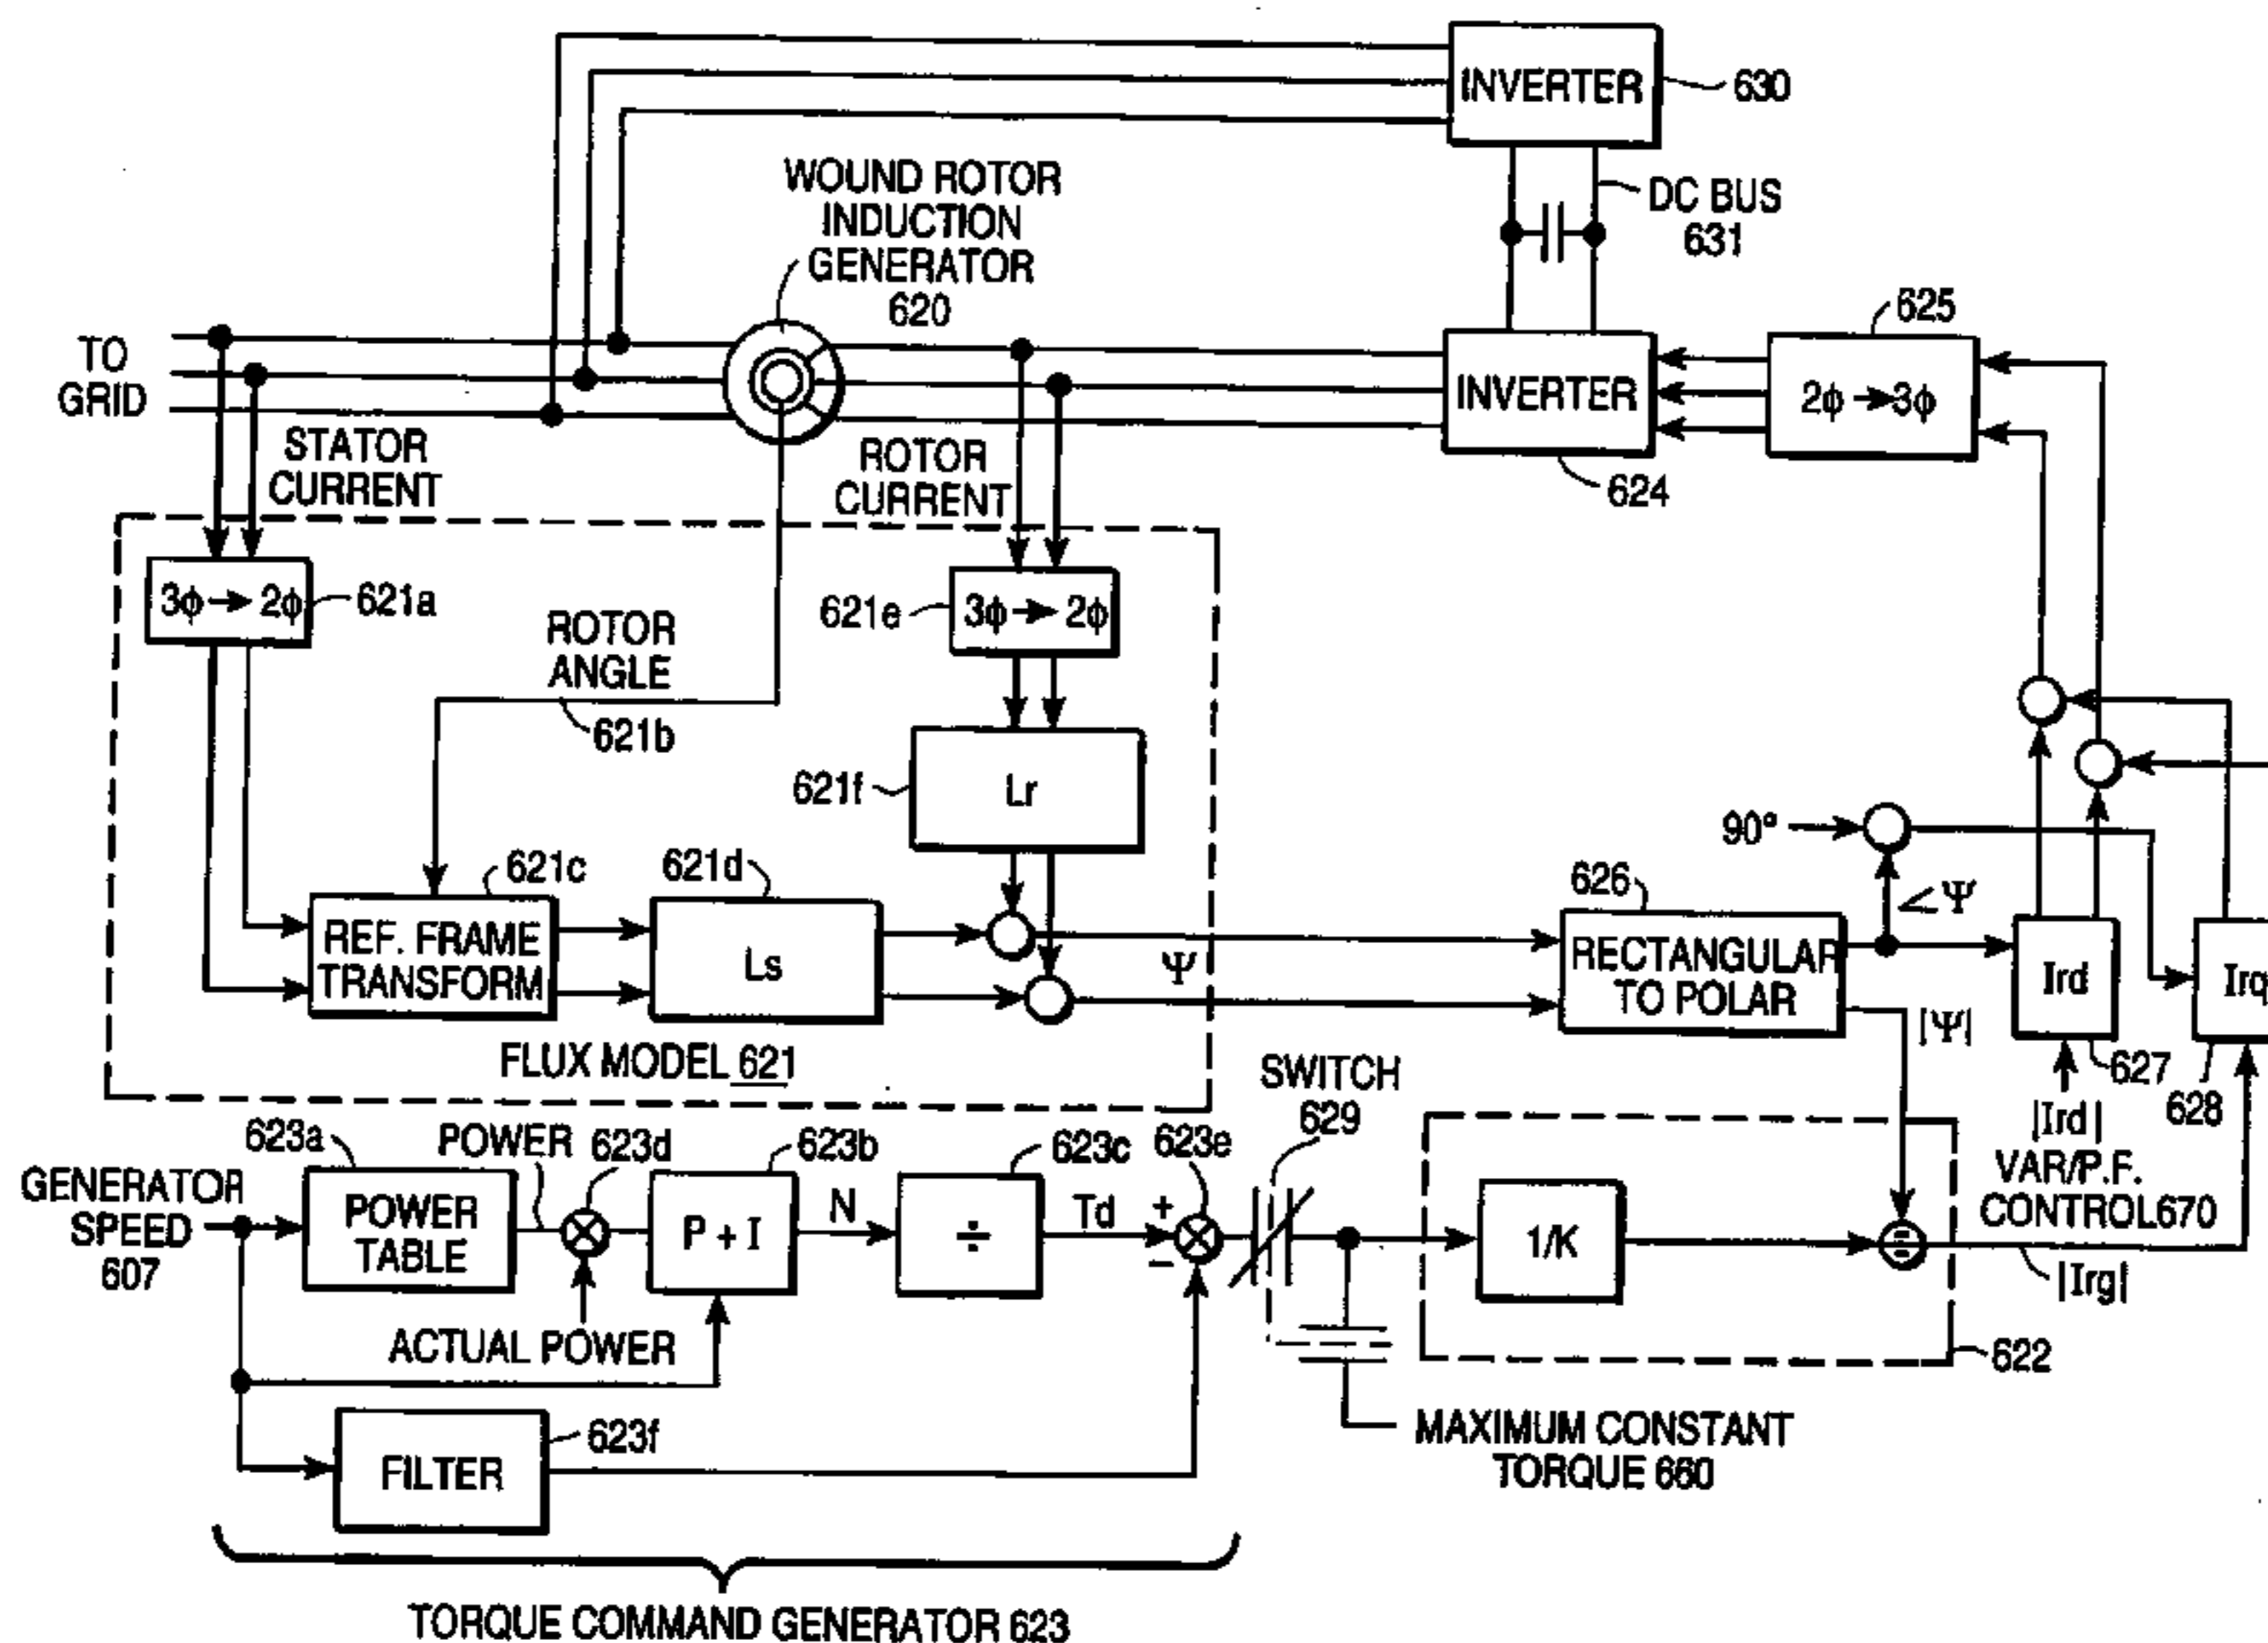 INVERTER
630
DC BUS
631
WOUND ROTOR
INDUCTION
GENERATOR
620
TO
GRID
INVERTER
624
625
2ϕ → 3ϕ
STATOR
CURRENT
ROTOR
CURRENT
3ϕ → 2ϕ
621a
ROTOR
ANGLE
621b
621e
3ϕ → 2ϕ
621f
Lr
621c
REF. FRAME
TRANSFORM
621d
Ls
Ψ
FLUX MODEL 621
90°
626
RECTANGULAR
TO POLAR
∠Ψ
|Ψ|
Ird
627
Irq
628
|Ird|
VAR/P.F.
CONTROL670
GENERATOR
SPEED
607
623a
POWER
TABLE
POWER
623d
623b
P + I
N
623c
÷
Td
623e
+
−
SWITCH
629
1/K
÷
|Irg|
622
ACTUAL POWER
FILTER
623f
MAXIMUM CONSTANT
TORQUE 660
TORQUE COMMAND GENERATOR 623